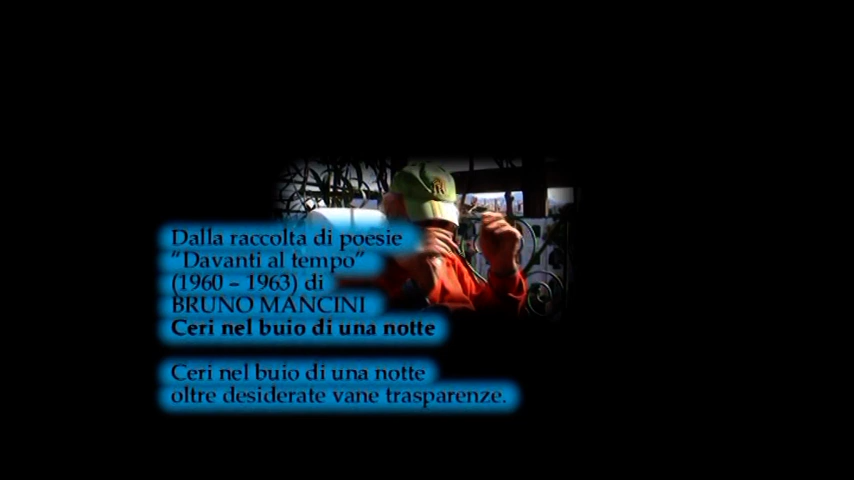 Dalla raccolta di poesie
"Davanti al tempo"
(1960 – 1963) di
BRUNO MANCINI
Ceri nel buio di una notte
Ceri nel buio di una notte
oltre desiderate vane trasparenze.